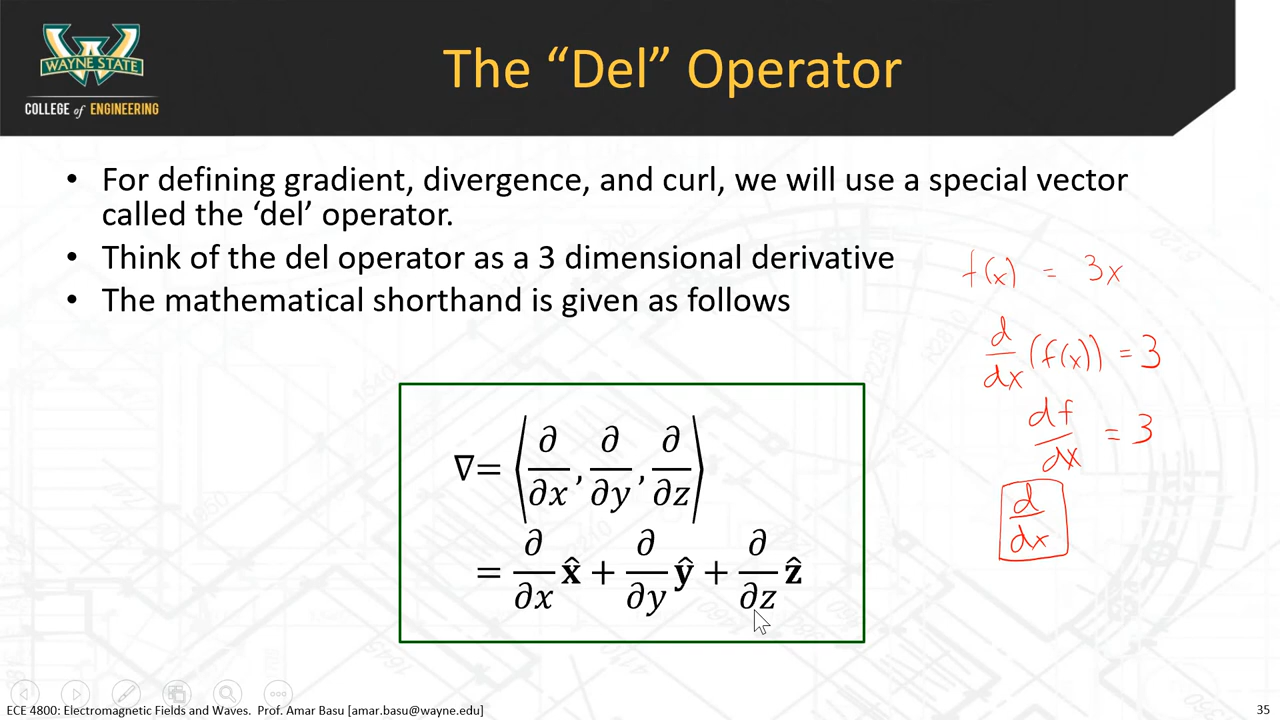 WAYNE STATE
COLLEGE of ENGINEERING
The “Del” Operator
• For defining gradient, divergence, and curl, we will use a special vector
called the ‘del’ operator.
• Think of the del operator as a 3 dimensional derivative
• The mathematical shorthand is given as follows
∇= ⟨∂/∂x, ∂/∂y, ∂/∂z⟩
= ∂/∂x x̂ + ∂/∂y ŷ + ∂/∂z ẑ
f(x) = 3x
d/dx (f(x)) = 3
df/dx = 3
d/dx
ECE 4800: Electromagnetic Fields and Waves. Prof. Amar Basu [amar.basu@wayne.edu]
35